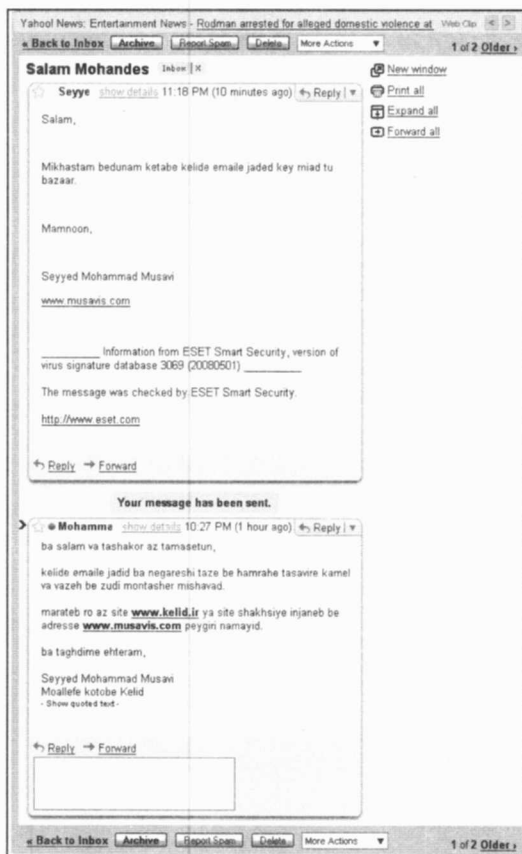 Yahoo! News: Entertainment News - Rodman arrested for alleged domestic violence at Web Clip < >
« Back to Inbox Archive Report Spam Delete More Actions 1 of 2 Older ›
Salam Mohandes Inbox X
New window
Print all
Expand all
Forward all
Seyye show details 11:18 PM (10 minutes ago) Reply
Salam,
Mikhastam bedunam ketabe kelide emaile jaded key miad tu
bazaar.
Mamnoon,
Seyyed Mohammad Musavi
www.musavis.com
__________ Information from ESET Smart Security, version of
virus signature database 3069 (20080501) __________
The message was checked by ESET Smart Security.
http://www.eset.com
Reply Forward
Your message has been sent.
Mohamme show details 10:27 PM (1 hour ago) Reply
ba salam va tashakor az tamasetun,
kelide emaile jadid ba negareshi taze be hamrahe tasavire kamel
va vazeh be zudi montasher mishavad.
marateb ro az site www.kelid.ir ya site shakhsiye injaneb be
adresse www.musavis.com peygiri namayid.
ba taghdime ehteram,
Seyyed Mohammad Musavi
Moallefe kotobe Kelid
- Show quoted text -
Reply Forward
« Back to Inbox Archive Report Spam Delete More Actions 1 of 2 Older ›